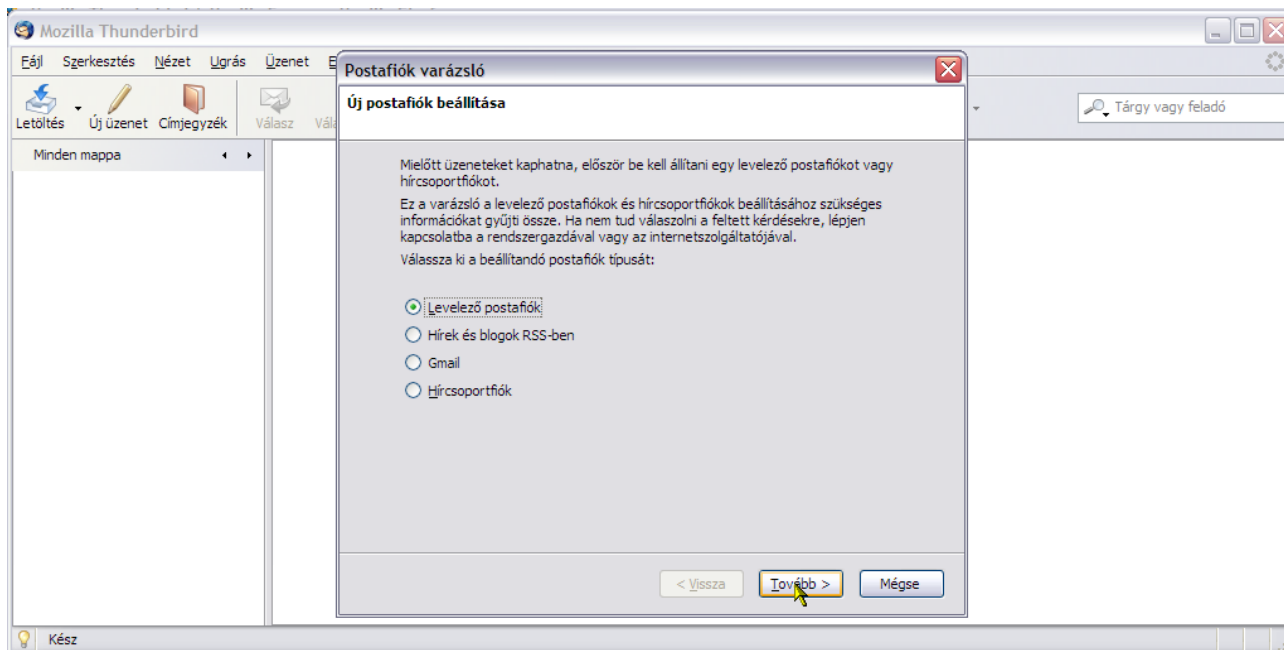 Mozilla Thunderbird
Fájl Szerkesztés Nézet Ugrás Üzenet
Letöltés Új üzenet Címjegyzék Válasz
Tárgy vagy feladó
Minden mappa
Postafiók varázsló
Új postafiók beállítása
Mielőtt üzeneteket kaphatna, először be kell állítani egy levelező postafiókot vagy
hírcsoportfiókot.
Ez a varázsló a levelező postafiókok és hírcsoportfiókok beállításához szükséges
információkat gyűjti össze. Ha nem tud válaszolni a feltett kérdésekre, lépjen
kapcsolatba a rendszergazdával vagy az internetszolgáltatójával.
Válassza ki a beállítandó postafiók típusát:
Levelező postafiók
Hírek és blogok RSS-ben
Gmail
Hírcsoportfiók
< Vissza Tovább > Mégse
Kész